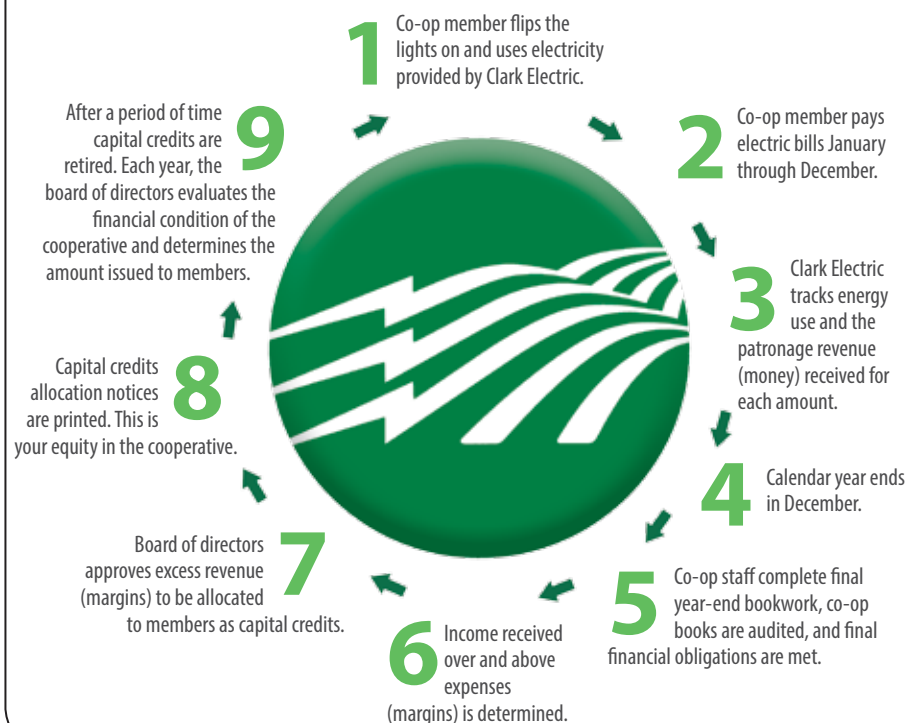 1
Co-op member flips the
lights on and uses electricity
provided by Clark Electric.
2
Co-op member pays
electric bills January
through December.
3
Clark Electric
tracks energy
use and the
patronage revenue
(money) received for
each amount.
4
Calendar year ends
in December.
5
Co-op staff complete final
year-end bookwork, co-op
books are audited, and final
financial obligations are met.
6
Income received
over and above
expenses
(margins) is determined.
7
Board of directors
approves excess revenue
(margins) to be allocated
to members as capital credits.
8
Capital credits
allocation notices
are printed. This is
your equity in the cooperative.
9
After a period of time
capital credits are
retired. Each year, the
board of directors evaluates the
financial condition of the
cooperative and determines the
amount issued to members.